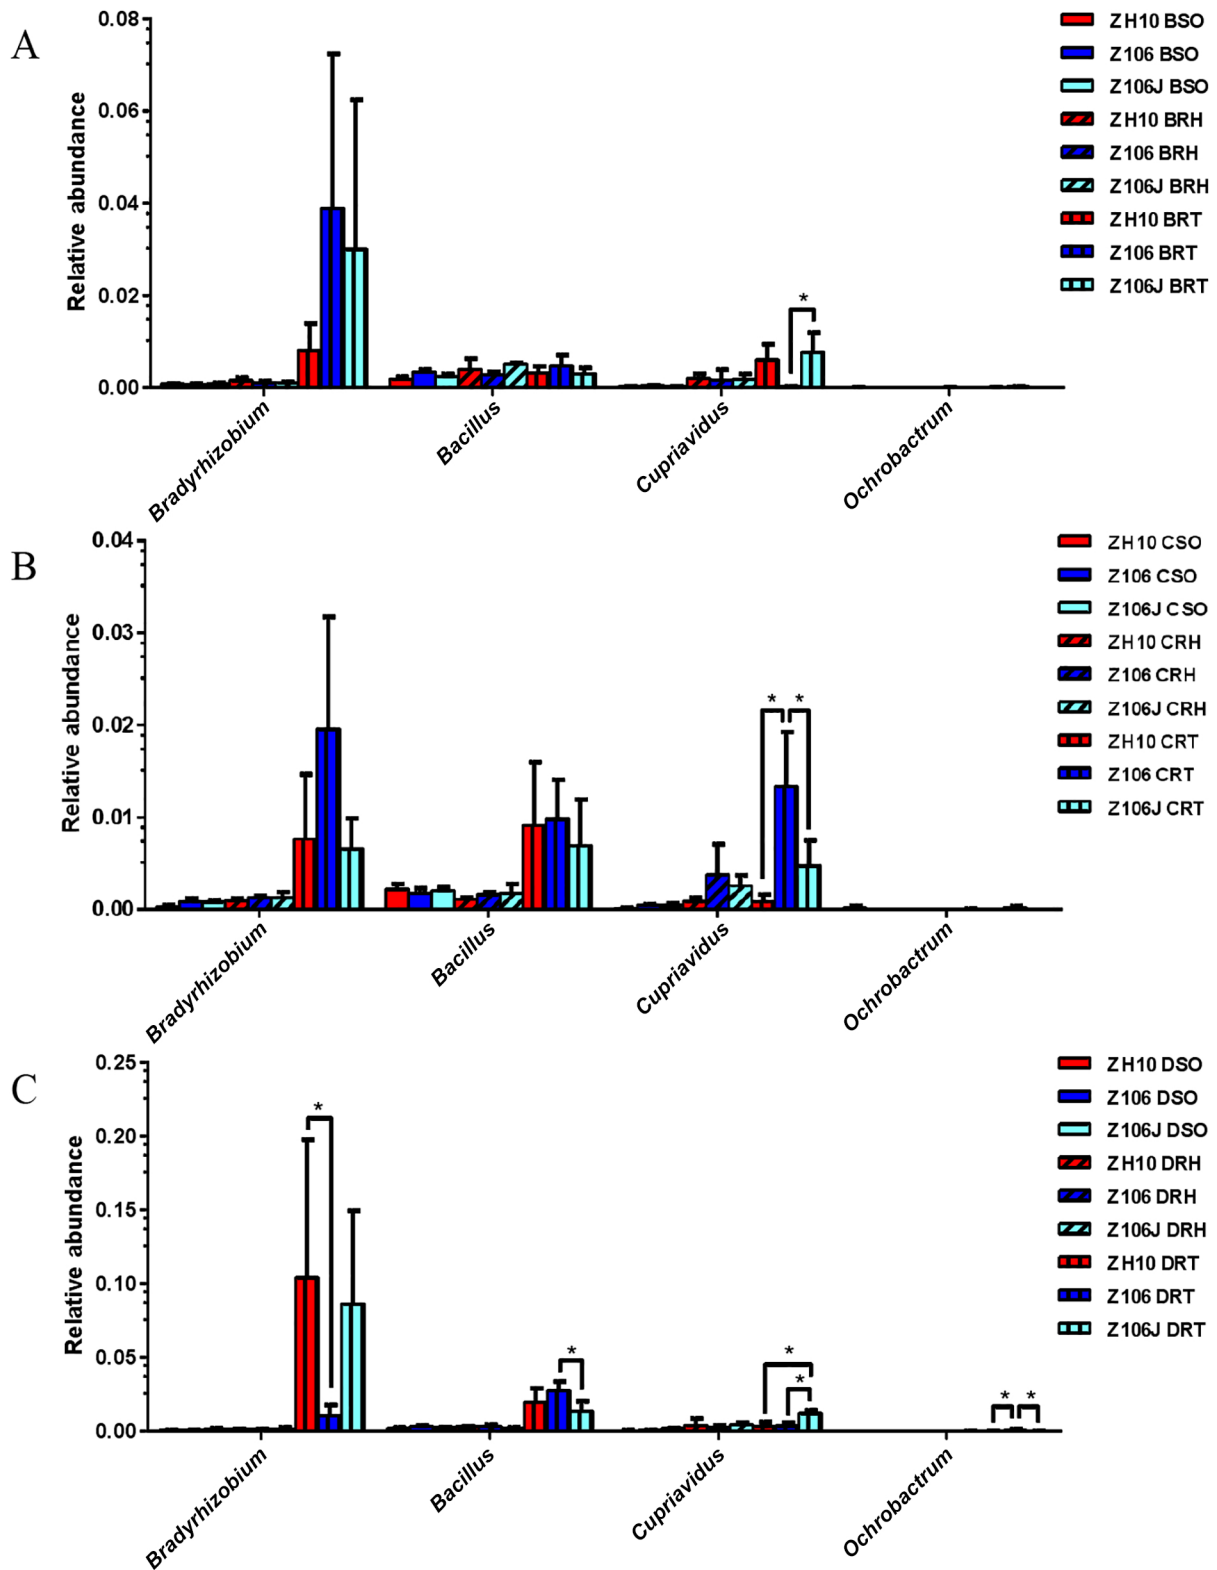 A
0.08
0.06
0.04
0.02
0.00
Relative abundance
*
Bradyrhizobium
Bacillus
Cupriavidus
Ochrobactrum
ZH10 BSO
Z106 BSO
Z106J BSO
ZH10 BRH
Z106 BRH
Z106J BRH
ZH10 BRT
Z106 BRT
Z106J BRT
B
0.04
0.03
0.02
0.01
0.00
Relative abundance
* *
Bradyrhizobium
Bacillus
Cupriavidus
Ochrobactrum
ZH10 CSO
Z106 CSO
Z106J CSO
ZH10 CRH
Z106 CRH
Z106J CRH
ZH10 CRT
Z106 CRT
Z106J CRT
C
0.25
0.20
0.15
0.10
0.05
0.00
Relative abundance
*
*
*
*
* *
Bradyrhizobium
Bacillus
Cupriavidus
Ochrobactrum
ZH10 DSO
Z106 DSO
Z106J DSO
ZH10 DRH
Z106 DRH
Z106J DRH
ZH10 DRT
Z106 DRT
Z106J DRT